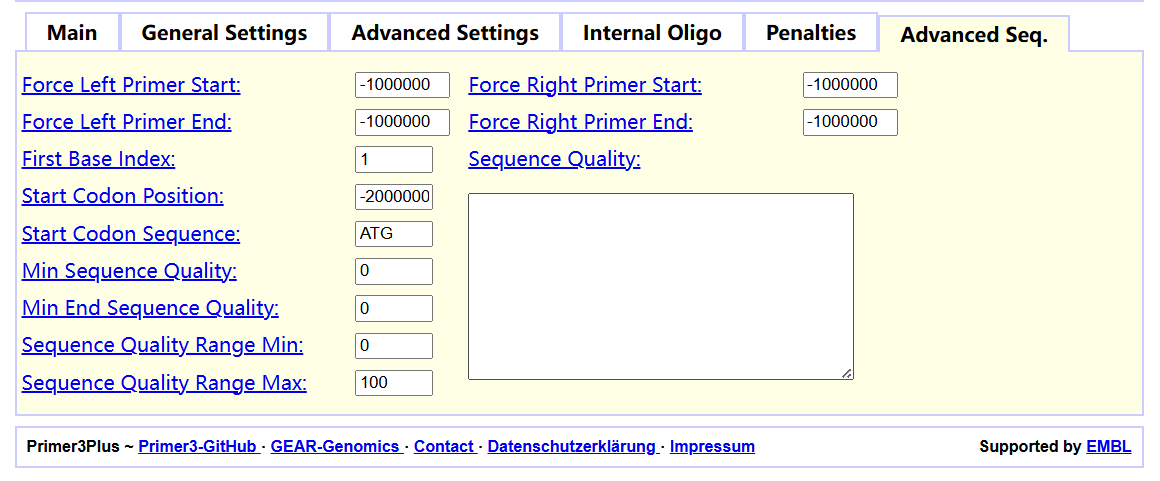 Main General Settings Advanced Settings Internal Oligo Penalties Advanced Seq.
Force Left Primer Start: -1000000 Force Right Primer Start: -1000000
Force Left Primer End: -1000000 Force Right Primer End: -1000000
First Base Index: 1 Sequence Quality:
Start Codon Position: -2000000
Start Codon Sequence: ATG
Min Sequence Quality: 0
Min End Sequence Quality: 0
Sequence Quality Range Min: 0
Sequence Quality Range Max: 100
Primer3Plus ~ Primer3-GitHub · GEAR-Genomics · Contact · Datenschutzerklärung · Impressum Supported by EMBL